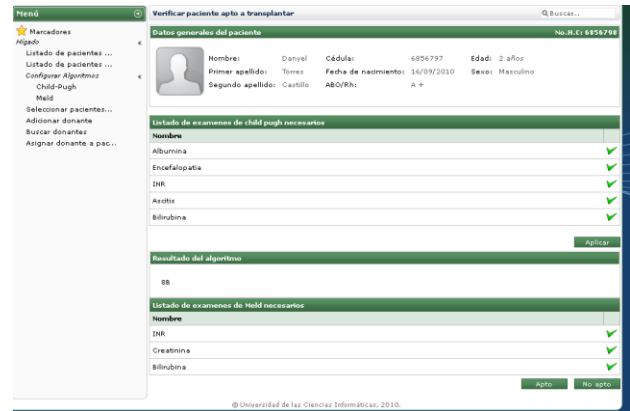 Menú
Verificar paciente apto a transplantar
Buscar..
Marcadores
Hígado
Listado de pacientes ...
Listado de pacientes ...
Configurar Algoritmos
Child-Pugh
Meld
Seleccionar pacientes...
Adicionar donante
Buscar donantes
Asignar donante a pac...
Datos generales del paciente
No.H.C: 6856798
Nombre: Danyel Cédula: 6856797 Edad: 2 años
Primer apellido: Torres Fecha de nacimiento: 16/09/2010 Sexo: Masculino
Segundo apellido: Castillo ABO/Rh: A +
Listado de examenes de child pugh necesarios
Nombre
Albumina
Encefalopatia
INR
Ascitis
Bilirubina
Aplicar
Resultado del algoritmo
88
Listado de examenes de Meld necesarios
Nombre
INR
Creatinina
Bilirubina
Apto No apto
@ Universidad de las Ciencias Informáticas, 2010.